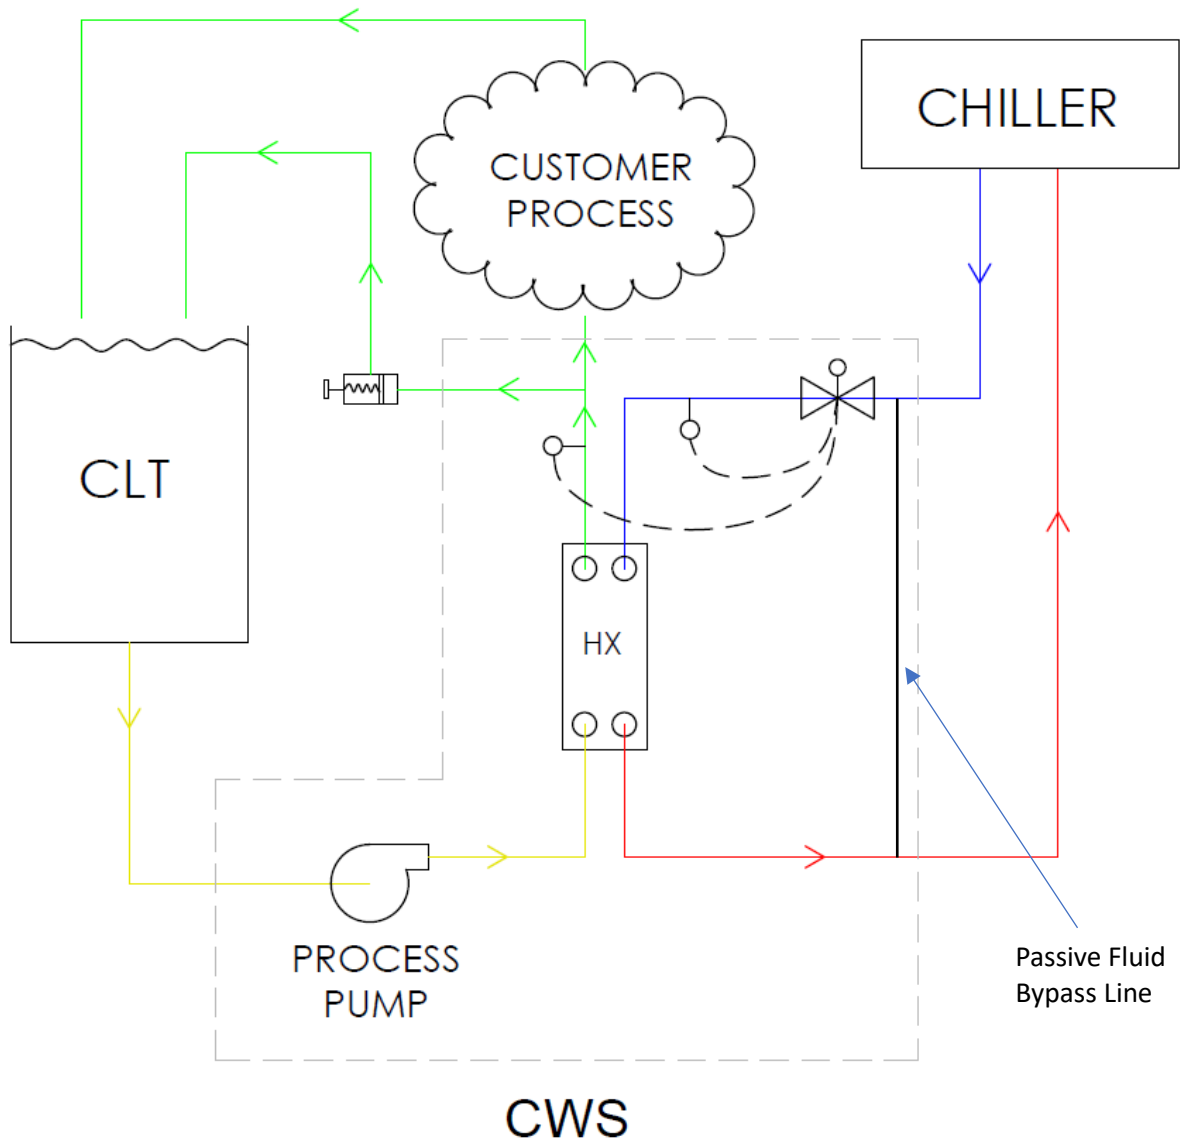 CUSTOMER
PROCESS
CHILLER
CLT
HX
PROCESS
PUMP
Passive Fluid
Bypass Line
CWS